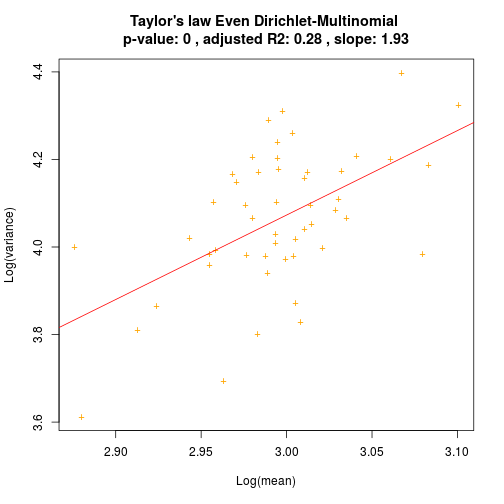 Taylor's law Even Dirichlet-Multinomial
p-value: 0 , adjusted R2: 0.28 , slope: 1.93
Log(variance)
4.4
4.2
4.0
3.8
3.6
2.90 2.95 3.00 3.05 3.10
Log(mean)